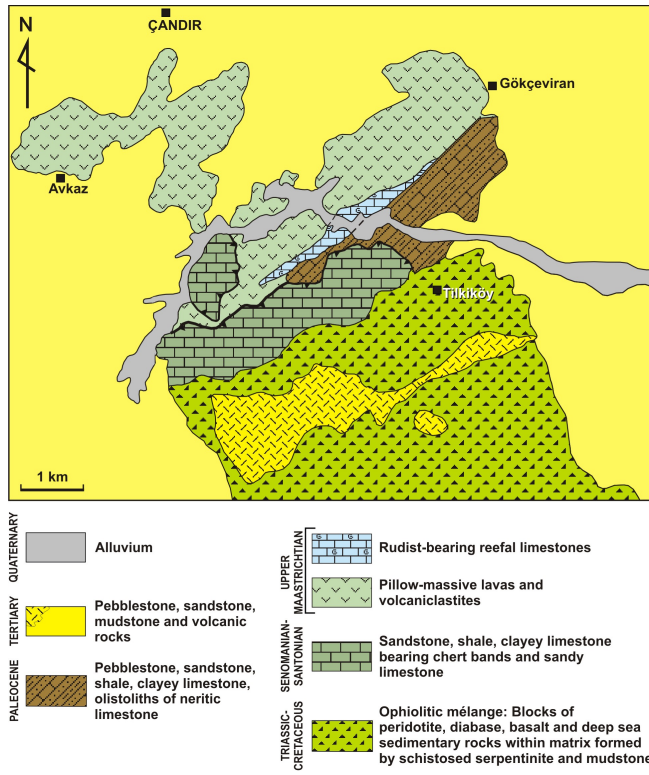 N
ÇANDIR
Gökçeviran
Avkaz
Tilkiköy
1 km
QUATERNARY
Alluvium
TERTIARY
Pebblestone, sandstone,
mudstone and volcanic
rocks
PALEOCENE
Pebblestone, sandstone,
shale, clayey limestone,
olistoliths of neritic
limestone
UPPER
MAASTRICHTIAN
Rudist-bearing reefal limestones
Pillow-massive lavas and
volcaniclastites
SENOMANIAN-
SANTONIAN
Sandstone, shale, clayey limestone
bearing chert bands and sandy
limestone
TRIASSIC-
CRETACEOUS
Ophiolitic mélange: Blocks of
peridotite, diabase, basalt and deep sea
sedimentary rocks within matrix formed
by schistosed serpentinite and mudstone